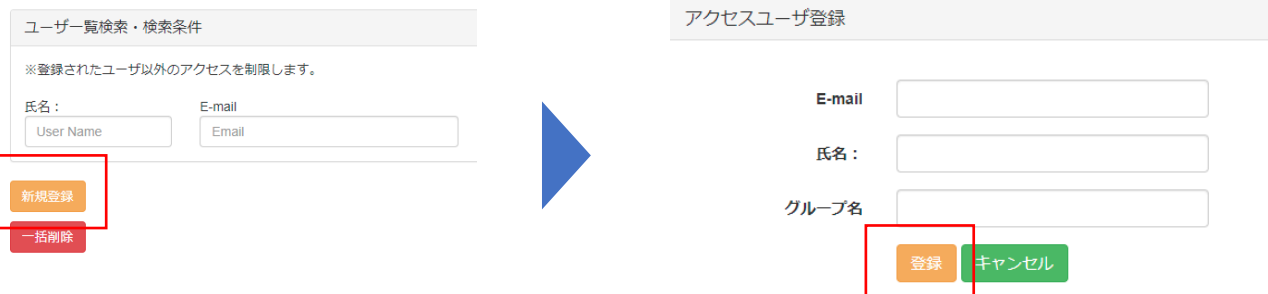 ユーザ一覧検索・検索条件
※登録されたユーザ以外のアクセスを制限します。
氏名： E-mail
User Name Email
新規登録
一括削除
アクセスユーザ登録
E-mail
氏名：
グループ名
登録 キャンセル